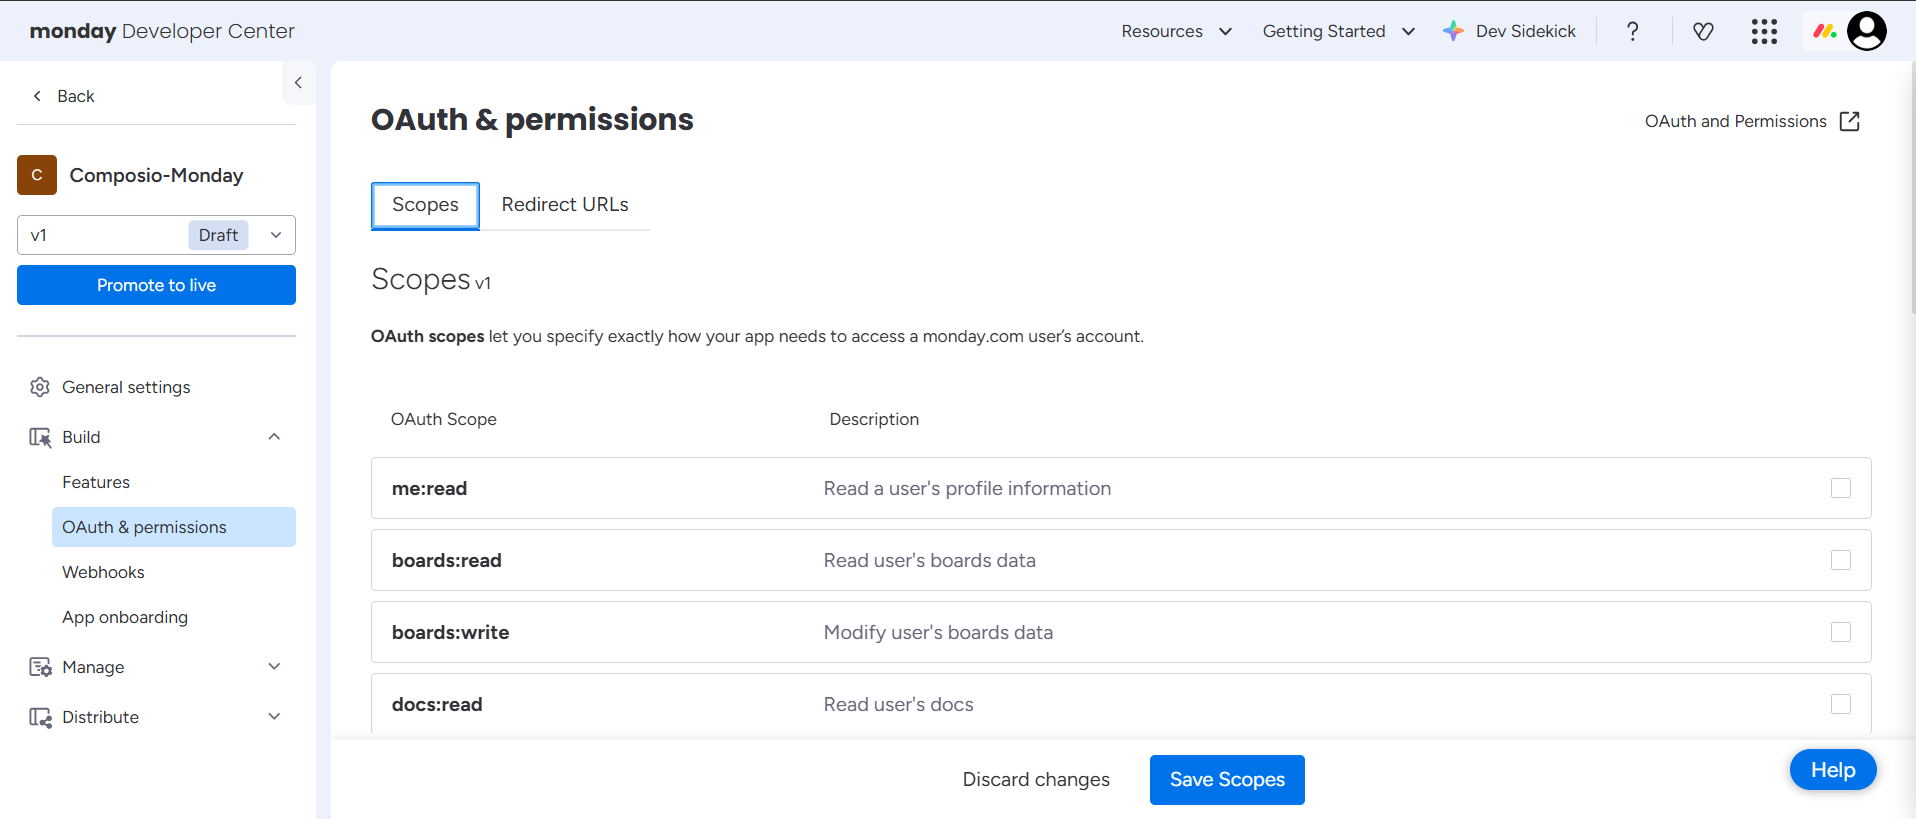 monday Developer Center
Resources
Getting Started
Dev Sidekick
?
Back
C
Composio-Monday
v1
Draft
Promote to live
General settings
Build
Features
OAuth & permissions
Webhooks
App onboarding
Manage
Distribute
OAuth & permissions
OAuth and Permissions
Scopes
Redirect URLs
Scopes v1
OAuth scopes let you specify exactly how your app needs to access a monday.com user’s account.
OAuth Scope
Description
me:read
Read a user's profile information
boards:read
Read user's boards data
boards:write
Modify user's boards data
docs:read
Read user's docs
Discard changes
Save Scopes
Help